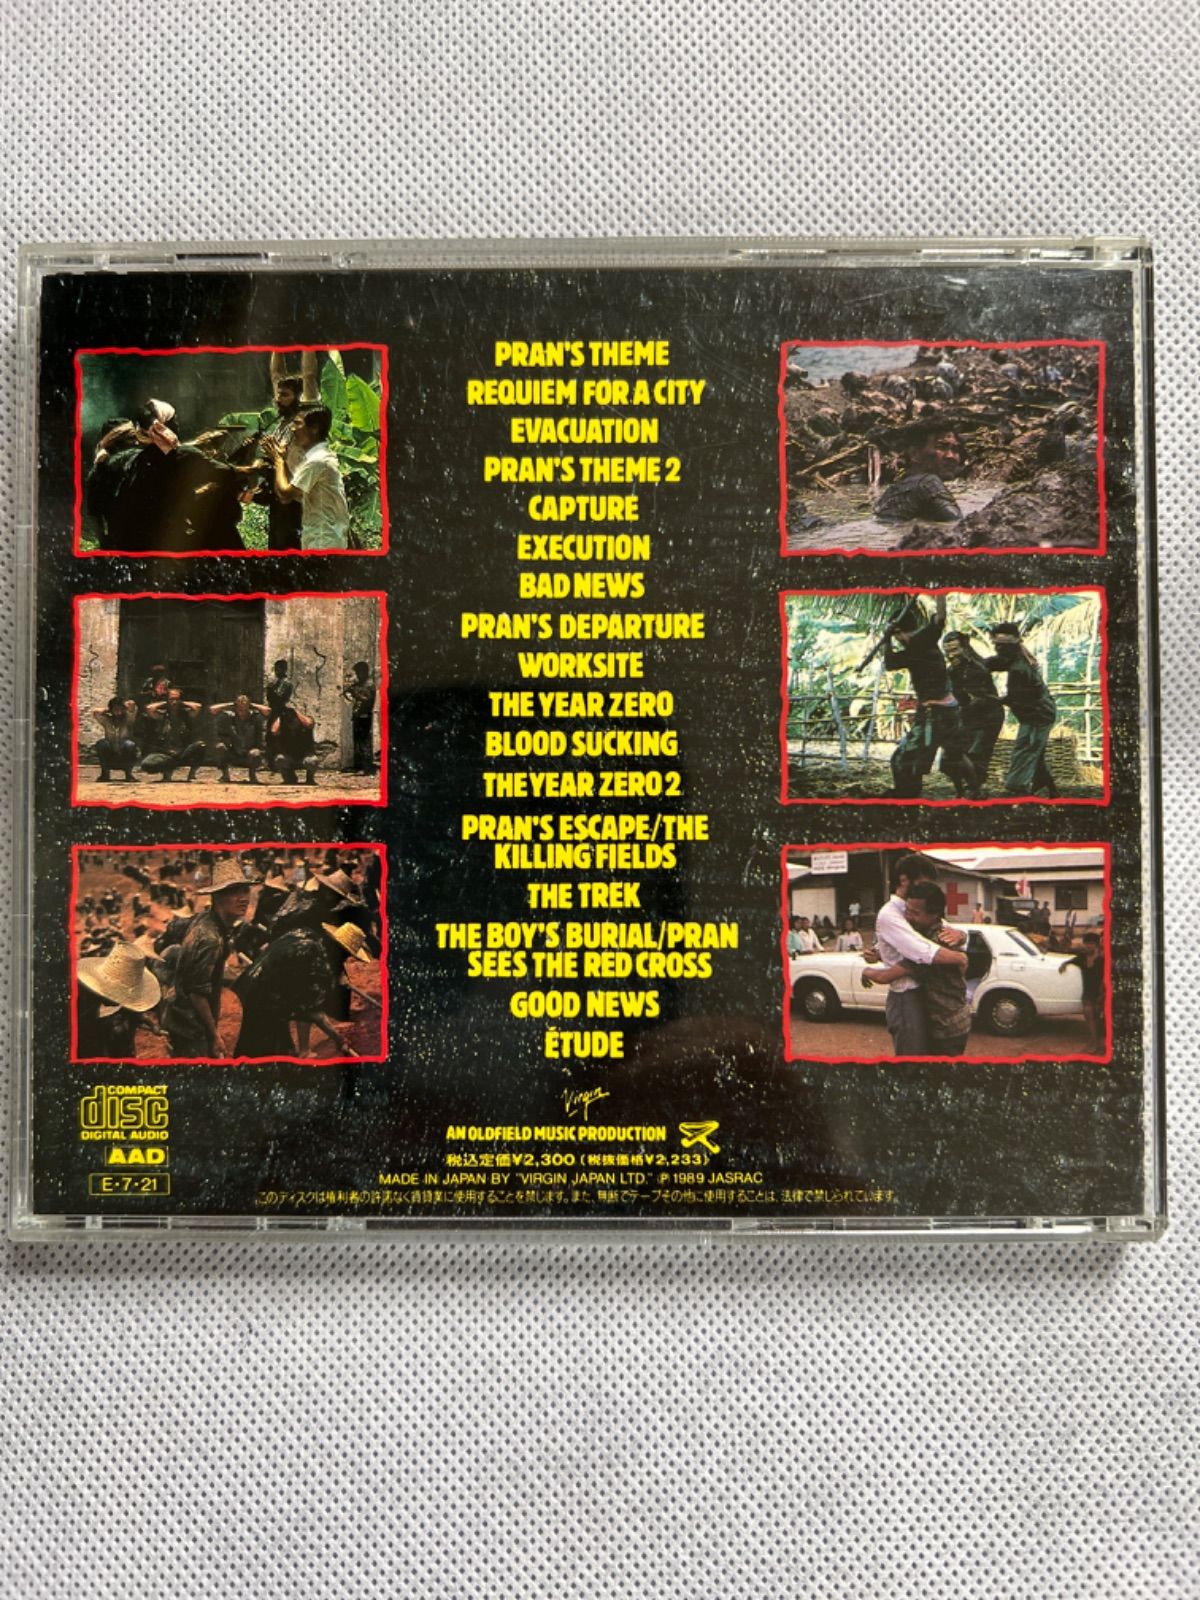 PRAN'S THEME
REQUIEM FOR A CITY
EVACUATION
PRAN'S THEME 2
CAPTURE
EXECUTION
BAD NEWS
PRAN'S DEPARTURE
WORKSITE
THE YEAR ZERO
BLOOD SUCKING
THE YEAR ZERO 2
PRAN'S ESCAPE/THE
KILLING FIELDS
THE TREK
THE BOY'S BURIAL/PRAN
SEES THE RED CROSS
GOOD NEWS
ÉTUDE
Virgin
AN OLDFIELD MUSIC PRODUCTION
COMPACT
disc
DIGITAL AUDIO
AAD
E・7・21
税込定価¥2,300(税抜価格¥2,233)
MADE IN JAPAN BY "VIRGIN JAPAN LTD." ℗ 1989 JASRAC
このディスクは権利者の許諾なく賃貸業に使用することを禁じます。また、無断でテープその他に使用することは、法律で禁じられています。